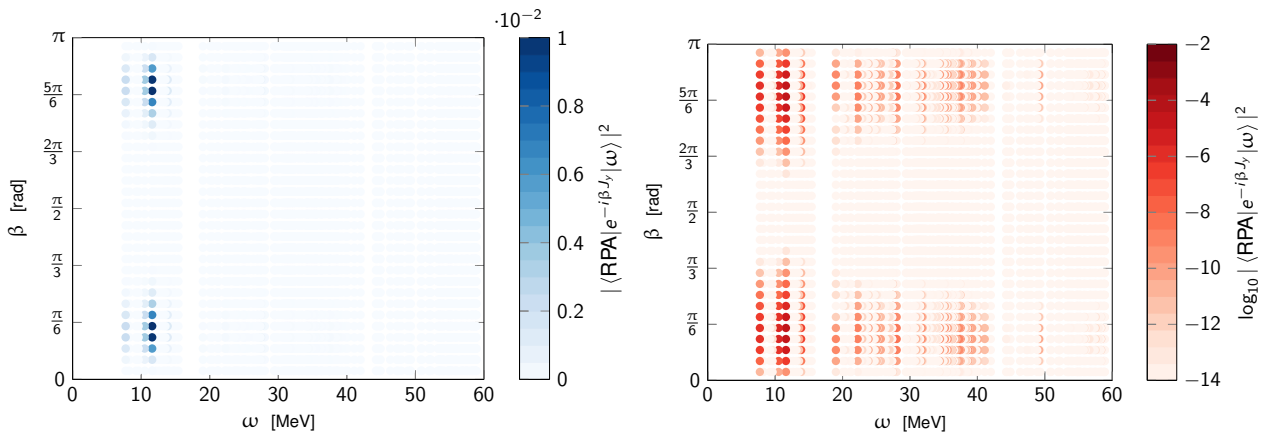 ·10⁻²
π
5π/6
2π/3
π/2
π/3
π/6
0
β [rad]
0 10 20 30 40 50 60
ω [MeV]
1
0.8
0.6
0.4
0.2
0
|⟨RPA|e^{-iβJ_y}|ω⟩|²
π
5π/6
2π/3
π/2
π/3
π/6
0
β [rad]
0 10 20 30 40 50 60
ω [MeV]
−2
−4
−6
−8
−10
−12
−14
log₁₀ |⟨RPA|e^{-iβJ_y}|ω⟩|²